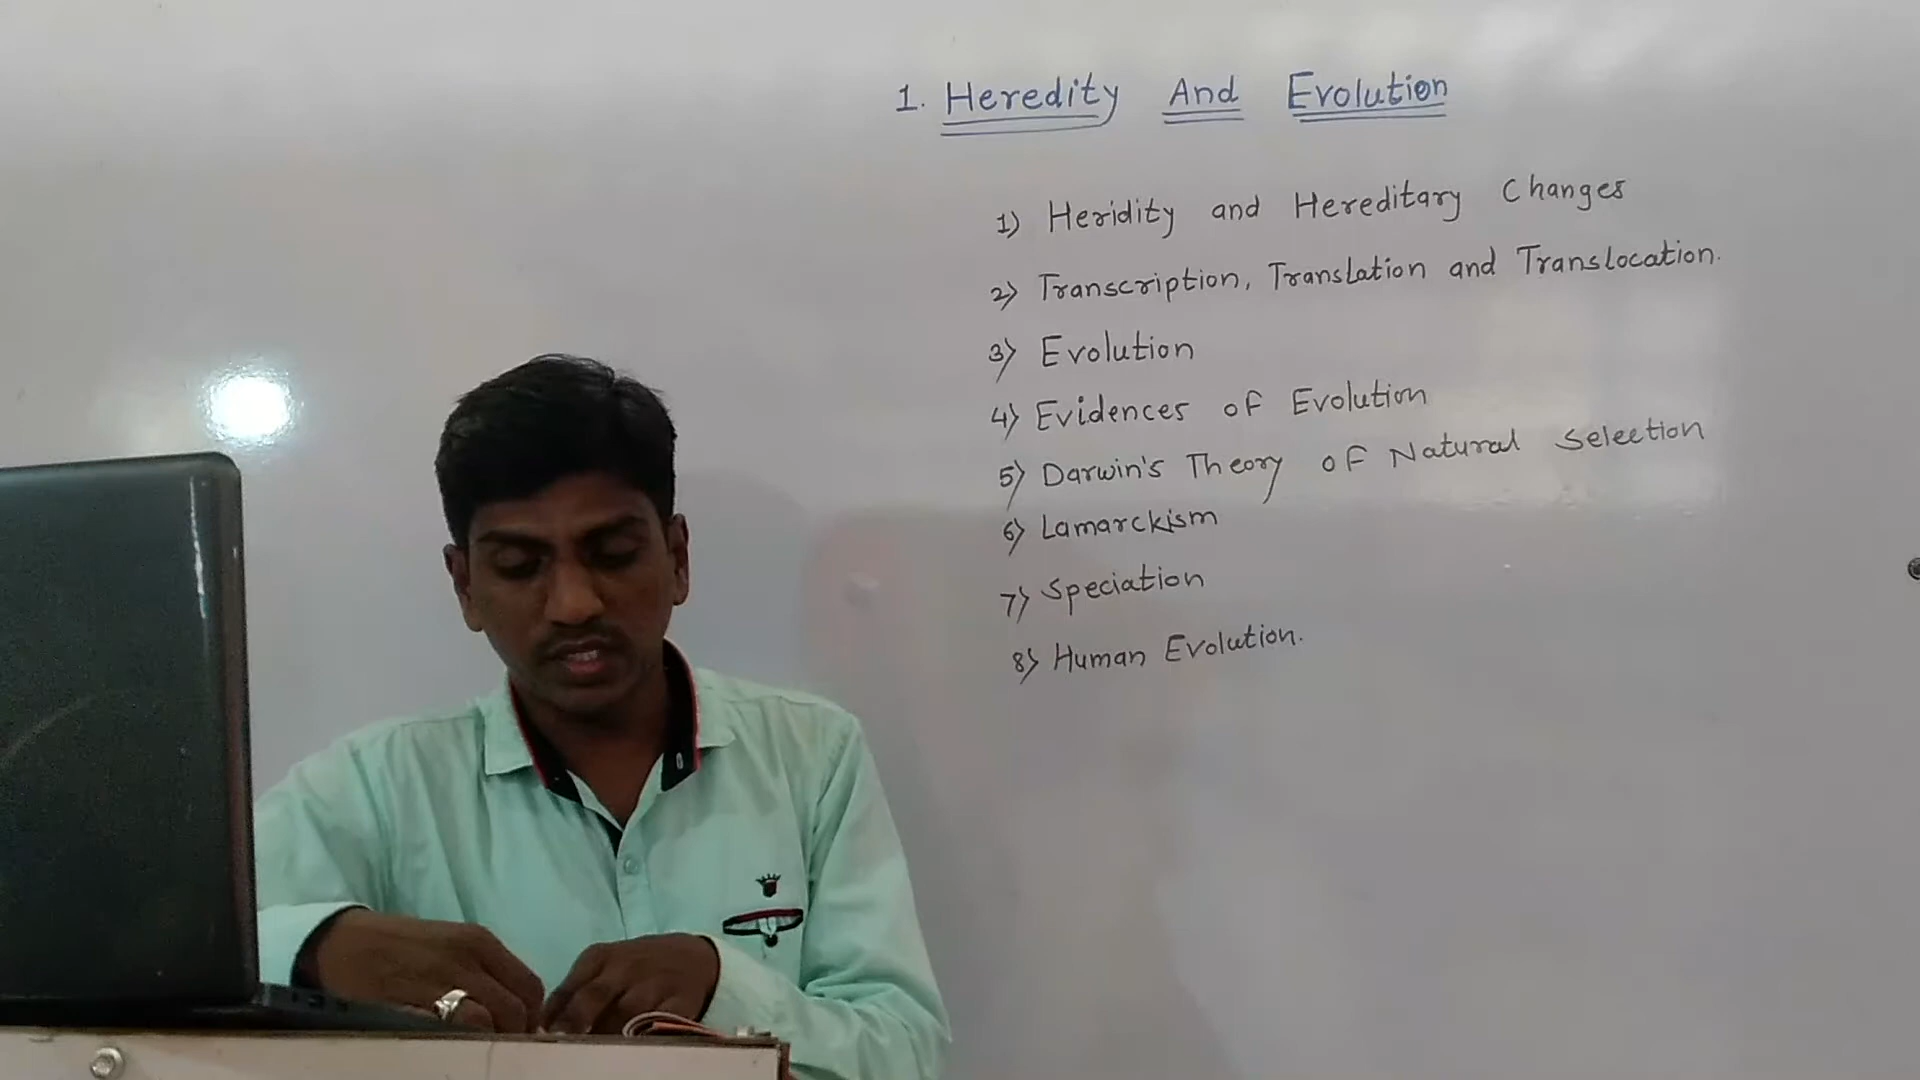 1. Heredity And Evolution
1) Heridity and Hereditary Changes
2) Transcription, Translation and Translocation.
3) Evolution
4) Evidences of Evolution
5) Darwin's Theory of Natural Selection
6) Lamarckism
7) Speciation
8) Human Evolution.